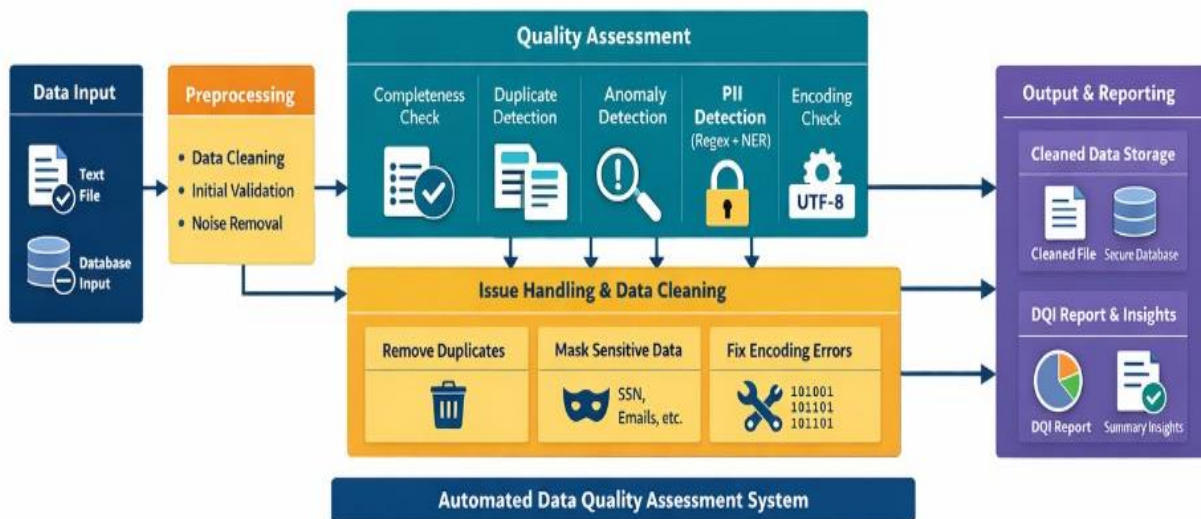 Quality Assessment
Data Input
Text
File
Database
Input
Preprocessing
• Data Cleaning
• Initial Validation
• Noise Removal
Completeness
Check
Duplicate
Detection
Anomaly
Detection
PII
Detection
(Regex + NER)
Encoding
Check
UTF-8
Issue Handling & Data Cleaning
Remove Duplicates
Mask Sensitive Data
SSN,
Emails, etc.
Fix Encoding Errors
101001
101101
101101
Output & Reporting
Cleaned Data Storage
Cleaned File
Secure Database
DQI Report & Insights
DQI Report
Summary Insights
Automated Data Quality Assessment System